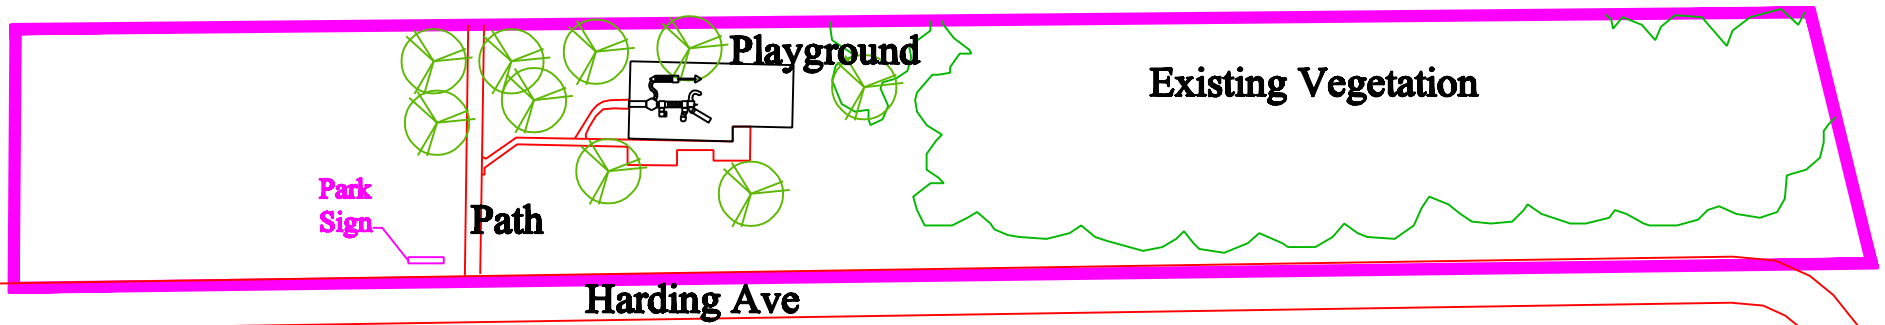 Playground
Existing Vegetation
Park
Sign
Path
Harding Ave